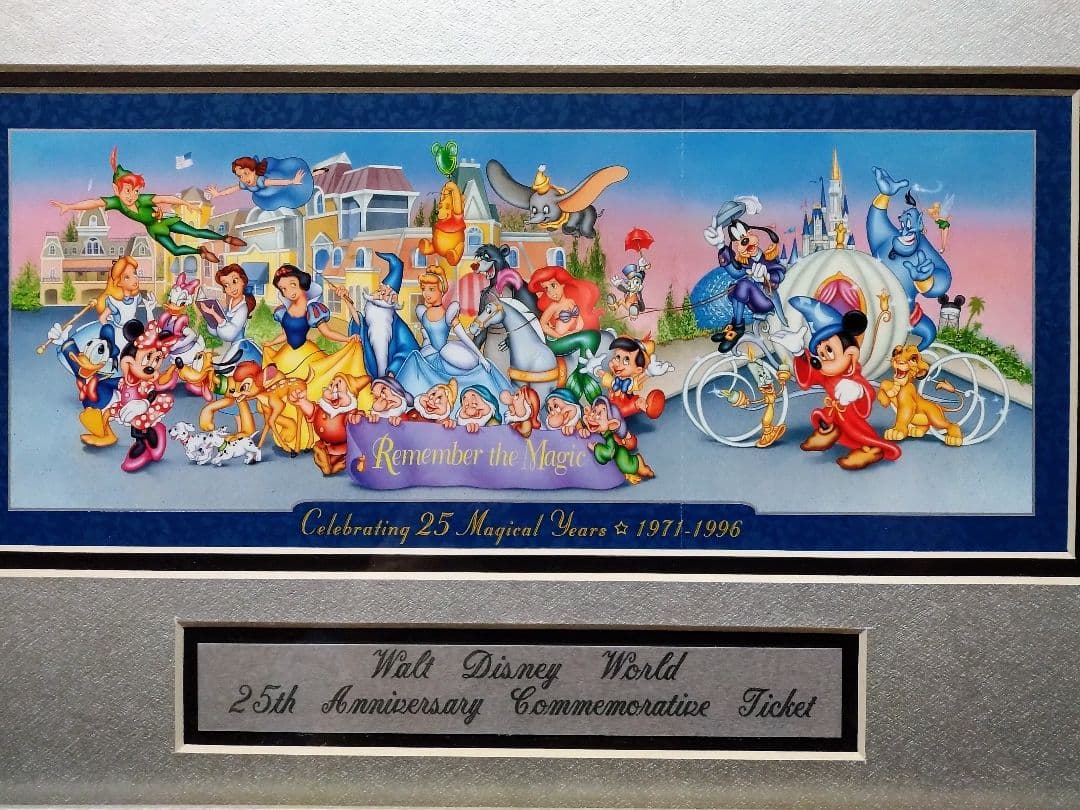 Remember the Magic
Celebrating 25 Magical Years ☆ 1971-1996
Walt Disney World
25th Anniversary Commemorative Ticket